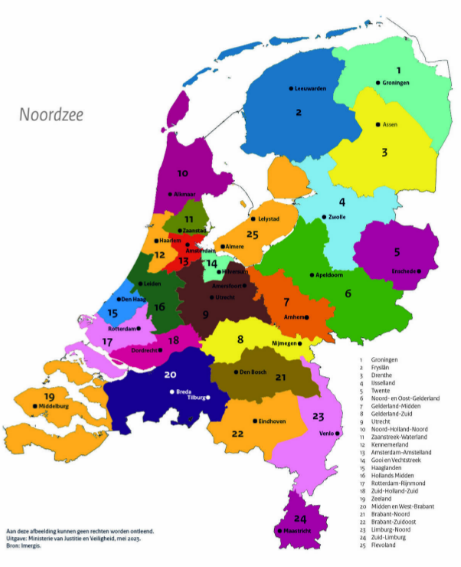 Noordzee
1
Groningen
Leeuwarden
2
Assen
3
10
Alkmaar
4
Zwolle
11
Zaanstad
25
Lelystad
Haarlem
12
Amsterdam
13
Almere
14
Hilversum
5
Enschede
Leiden
Amersfoort
Utrecht
Apeldoorn
6
15
Den Haag
16
9
7
Arnhem
Rotterdam
17
18
Dordrecht
8
Nijmegen
20
Den Bosch
21
19
Middelburg
Breda
Tilburg
Eindhoven
22
23
Venlo
24
Maastricht
1 Groningen
2 Fryslân
3 Drenthe
4 IJsselland
5 Twente
6 Noord- en Oost-Gelderland
7 Gelderland-Midden
8 Gelderland-Zuid
9 Utrecht
10 Noord-Holland-Noord
11 Zaanstreek-Waterland
12 Kennemerland
13 Amsterdam-Amstelland
14 Gooi en Vechtstreek
15 Haaglanden
16 Hollands Midden
17 Rotterdam-Rijnmond
18 Zuid-Holland-Zuid
19 Zeeland
20 Midden en West-Brabant
21 Brabant-Noord
22 Brabant-Zuidoost
23 Limburg-Noord
24 Zuid-Limburg
25 Flevoland
Aan deze afbeelding kunnen geen rechten worden ontleend.
Uitgave: Ministerie van Justitie en Veiligheid, mei 2023.
Bron: Imergis.